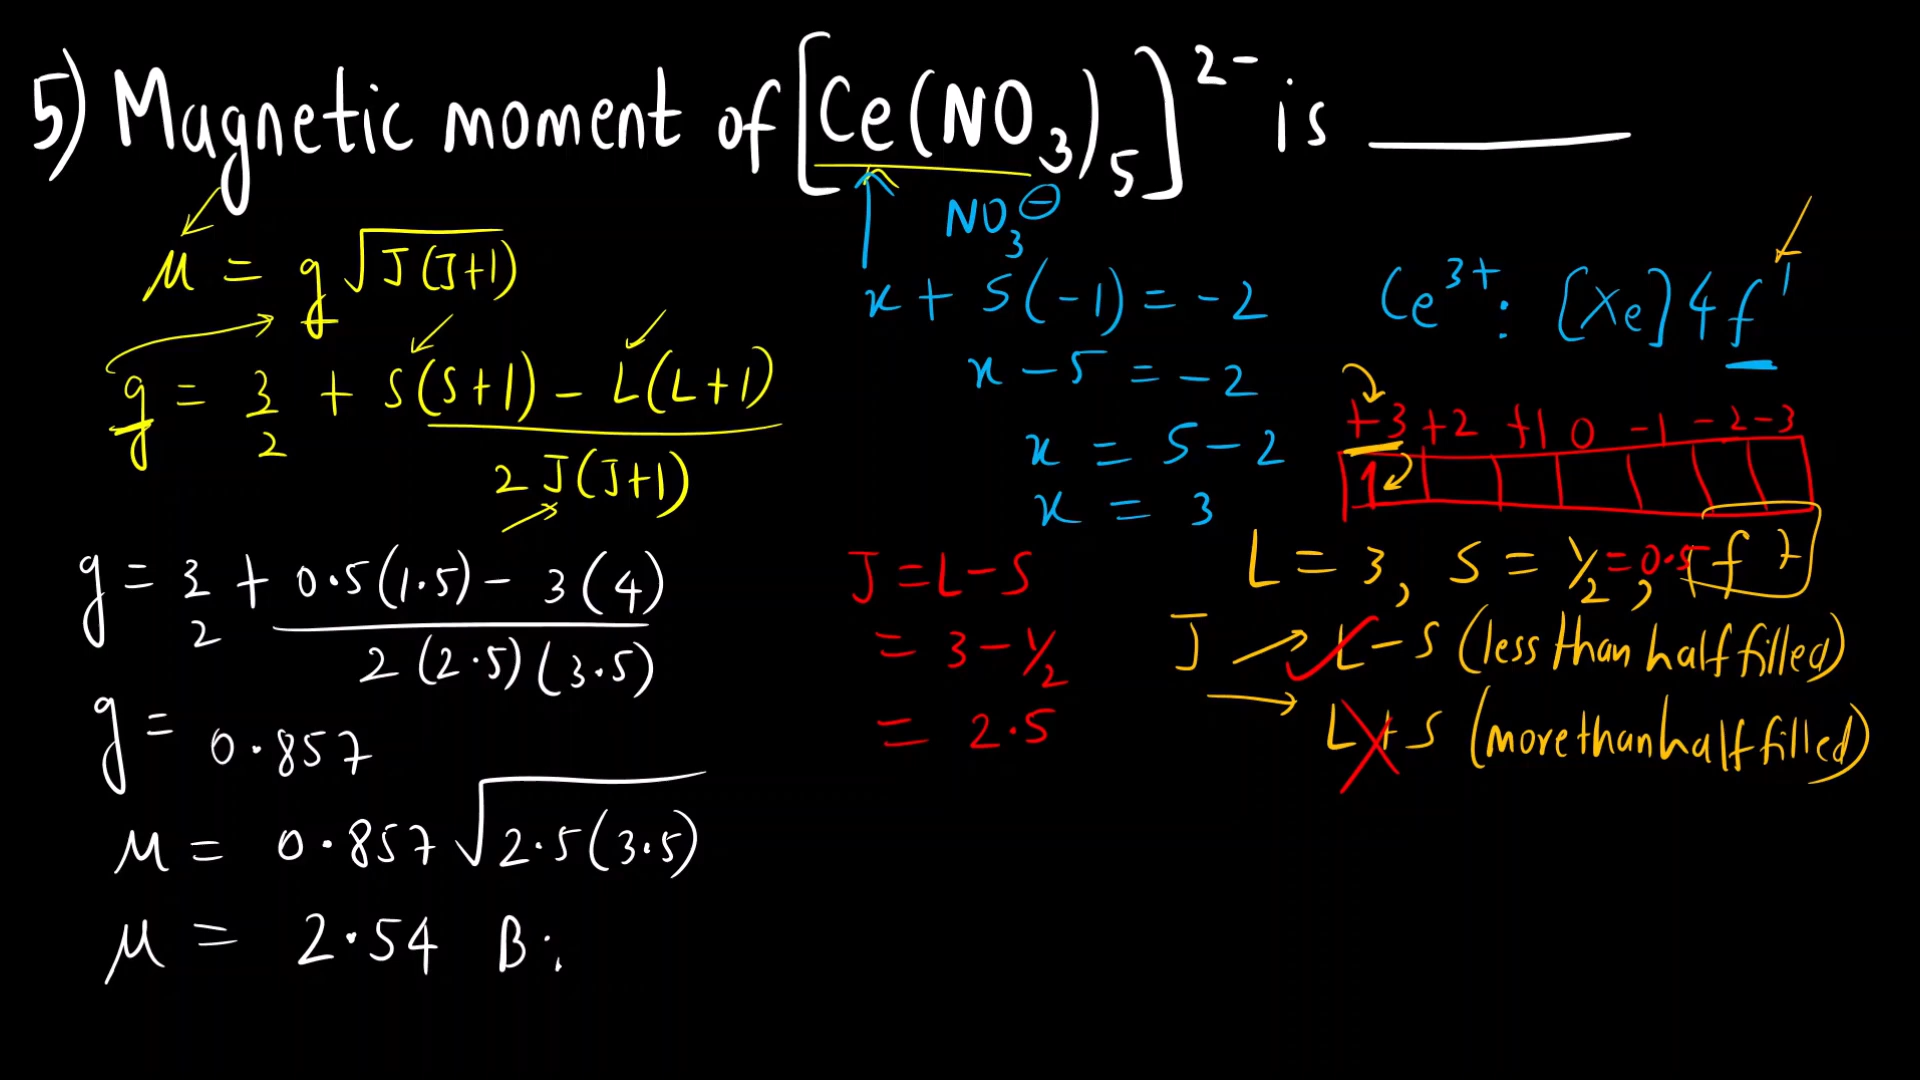 5) Magnetic moment of [Ce(NO₃)₅]²⁻ is ______
μ = g√J(J+1)
g = 3/2 + S(S+1) - L(L+1) / 2J(J+1)
g = 3/2 + 0.5(1.5) - 3(4) / 2(2.5)(3.5)
g = 0.857
μ = 0.857√2.5(3.5)
μ = 2.54 B.
NO₃⊖
x + 5(-1) = -2
x - 5 = -2
x = 5 - 2
x = 3
J = L - S
= 3 - 1/2
= 2.5
Ce³⁺: [Xe]4f¹
+3 +2 +1 0 -1 -2 -3
1
L = 3, S = 1/2 = 0.5, f 7
J L - S (less than half filled)
L + S (more than half filled)